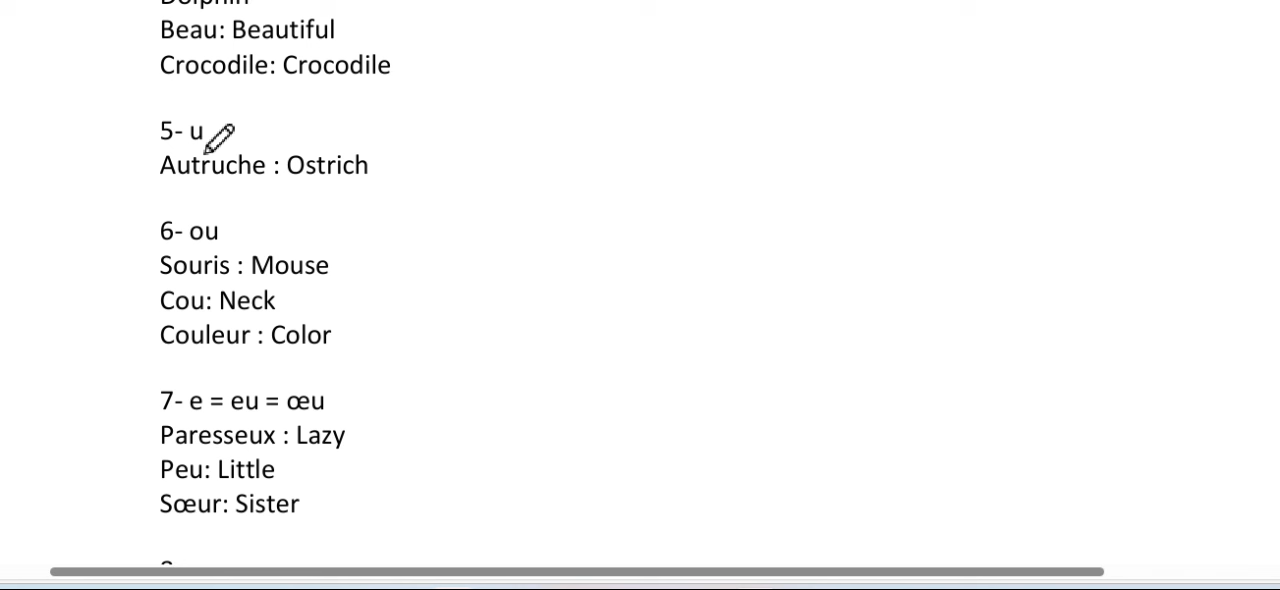 Dolphin
Beau: Beautiful
Crocodile: Crocodile
5- u
Autruche : Ostrich
6- ou
Souris : Mouse
Cou: Neck
Couleur : Color
7- e = eu = œu
Paresseux : Lazy
Peu: Little
Sœur: Sister